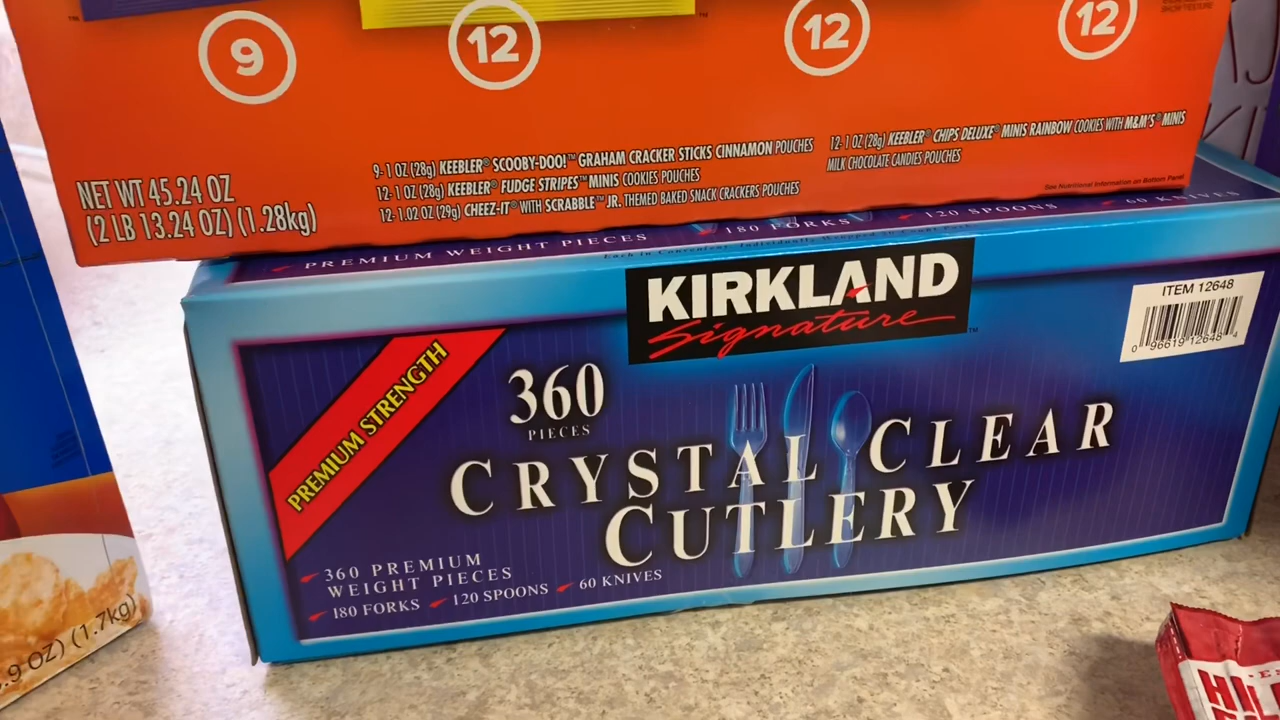 9
12
12
12
9- 1 OZ (28g) KEEBLER® SCOOBY-DOO!™ GRAHAM CRACKER STICKS CINNAMON POUCHES
12- 1 OZ (28g) KEEBLER® FUDGE STRIPES™ MINIS COOKIES POUCHES
12- 1.02 OZ (29g) CHEEZ-IT® WITH SCRABBLE™ JR. THEMED BAKED SNACK CRACKERS POUCHES
12- 1 OZ (28g) KEEBLER® CHIPS DELUXE® MINIS RAINBOW COOKIES WITH M&M'S® MINIS
MILK CHOCOLATE CANDIES POUCHES
NET WT 45.24 OZ
(2 LB 13.24 OZ) (1.28kg)
See Nutritional Information on Bottom Panel
PREMIUM WEIGHT PIECES 180 FORKS 120 SPOONS 60 KNIVES
KIRKLAND
Signature™
ITEM 12648
0 96619 12648 4
PREMIUM STRENGTH
360
PIECES
CRYSTAL CLEAR
CUTLERY
360 PREMIUM
WEIGHT PIECES
180 FORKS 120 SPOONS 60 KNIVES
.9 OZ) (1.7kg)